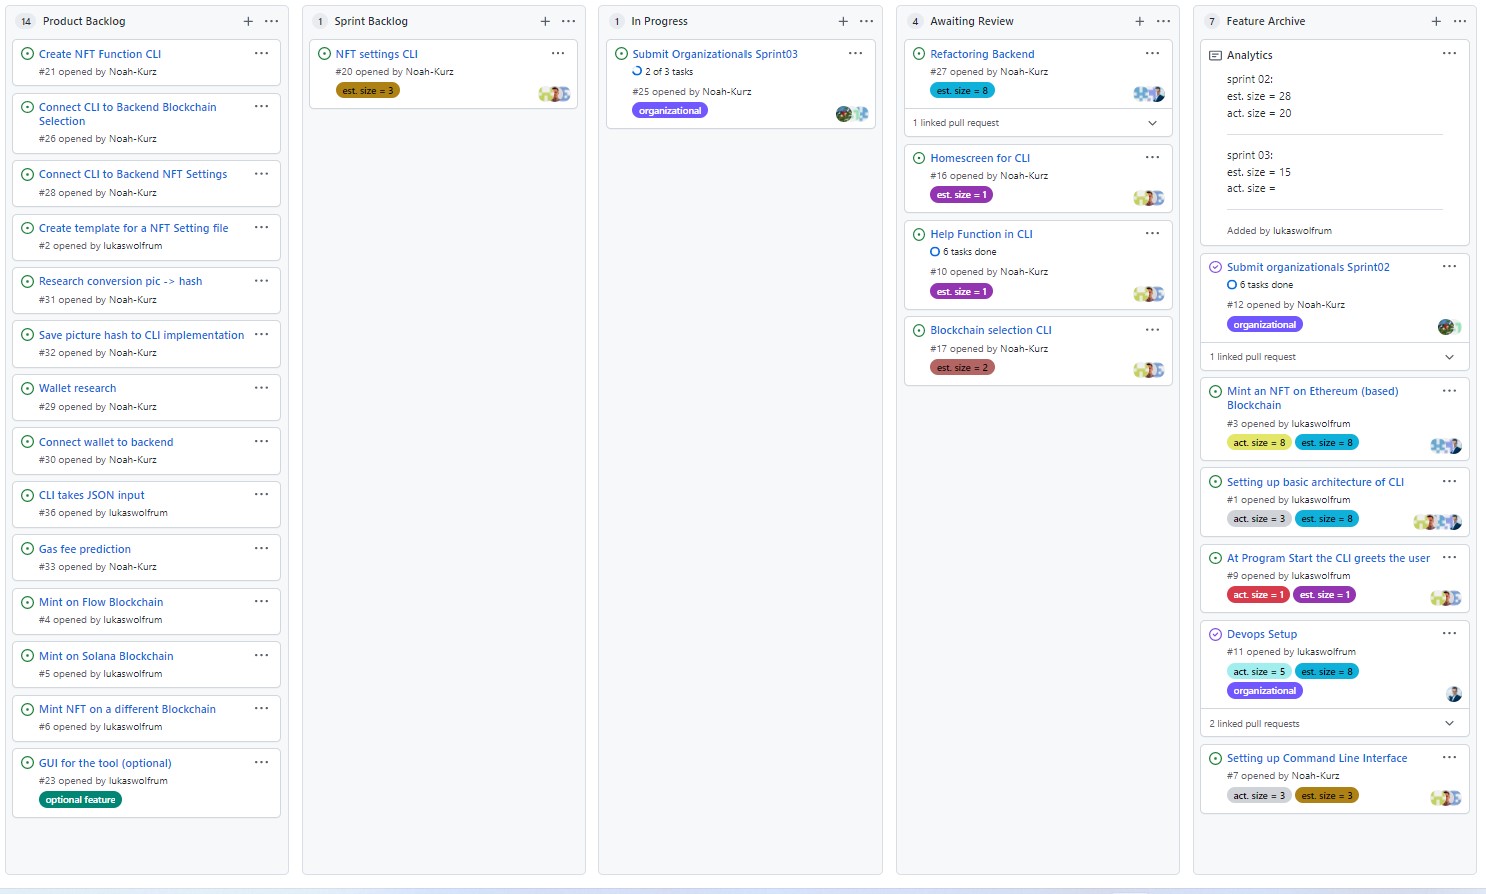 14 Product Backlog
Create NFT Function CLI
#21 opened by Noah-Kurz
Connect CLI to Backend Blockchain
Selection
#26 opened by Noah-Kurz
Connect CLI to Backend NFT Settings
#28 opened by Noah-Kurz
Create template for a NFT Setting file
#2 opened by lukaswolfrum
Research conversion pic -> hash
#31 opened by Noah-Kurz
Save picture hash to CLI implementation
#32 opened by Noah-Kurz
Wallet research
#29 opened by Noah-Kurz
Connect wallet to backend
#30 opened by Noah-Kurz
CLI takes JSON input
#36 opened by lukaswolfrum
Gas fee prediction
#33 opened by Noah-Kurz
Mint on Flow Blockchain
#4 opened by lukaswolfrum
Mint on Solana Blockchain
#5 opened by lukaswolfrum
Mint NFT on a different Blockchain
#6 opened by lukaswolfrum
GUI for the tool (optional)
#23 opened by lukaswolfrum
optional feature
1 Sprint Backlog
NFT settings CLI
#20 opened by Noah-Kurz
est. size = 3
1 In Progress
Submit Organizationals Sprint03
2 of 3 tasks
#25 opened by Noah-Kurz
organizational
4 Awaiting Review
Refactoring Backend
#27 opened by Noah-Kurz
est. size = 8
1 linked pull request
Homescreen for CLI
#16 opened by Noah-Kurz
est. size = 1
Help Function in CLI
6 tasks done
#10 opened by Noah-Kurz
est. size = 1
Blockchain selection CLI
#17 opened by Noah-Kurz
est. size = 2
7 Feature Archive
Analytics
sprint 02:
est. size = 28
act. size = 20
sprint 03:
est. size = 15
act. size =
Added by lukaswolfrum
Submit organizationals Sprint02
6 tasks done
#12 opened by Noah-Kurz
organizational
1 linked pull request
Mint an NFT on Ethereum (based)
Blockchain
#3 opened by lukaswolfrum
act. size = 8 est. size = 8
Setting up basic architecture of CLI
#1 opened by lukaswolfrum
act. size = 3 est. size = 8
At Program Start the CLI greets the user
#9 opened by lukaswolfrum
act. size = 1 est. size = 1
Devops Setup
#11 opened by lukaswolfrum
act. size = 5 est. size = 8
organizational
2 linked pull requests
Setting up Command Line Interface
#7 opened by Noah-Kurz
act. size = 3 est. size = 3